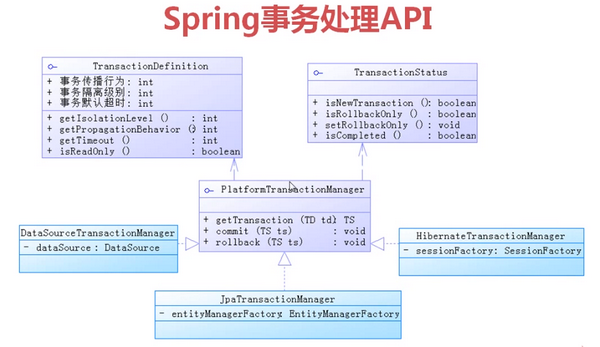 Spring事务处理API
TransactionDefinition
+ 事务传播行为: int
+ 事务隔离级别: int
+ 事务默认超时: int
+ getIsolationLevel () : int
+ getPropagationBehavior () : int
+ getTimeout () : int
+ isReadOnly () : boolean
TransactionStatus
+ isNewTransaction () : boolean
+ isRollbackOnly () : boolean
+ setRollbackOnly () : void
+ isCompleted () : boolean
PlatformTransactionManager
+ getTransaction (TD td) TS
+ commit (TS ts) : void
+ rollback (TS ts) : void
DataSourceTransactionManager
- dataSource : DataSource
HibernateTransactionManager
- sessionFactory: SessionFactory
JpaTransactionManager
- entityManagerFactory: EntityManagerFactory